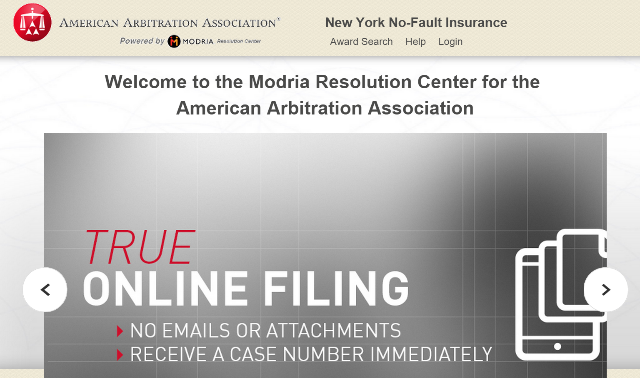 AMERICAN ARBITRATION ASSOCIATION®
Powered by MODRIA Resolution Center
New York No-Fault Insurance
Award Search Help Login
Welcome to the Modria Resolution Center for the
American Arbitration Association
TRUE
ONLINE FILING
NO EMAILS OR ATTACHMENTS
RECEIVE A CASE NUMBER IMMEDIATELY